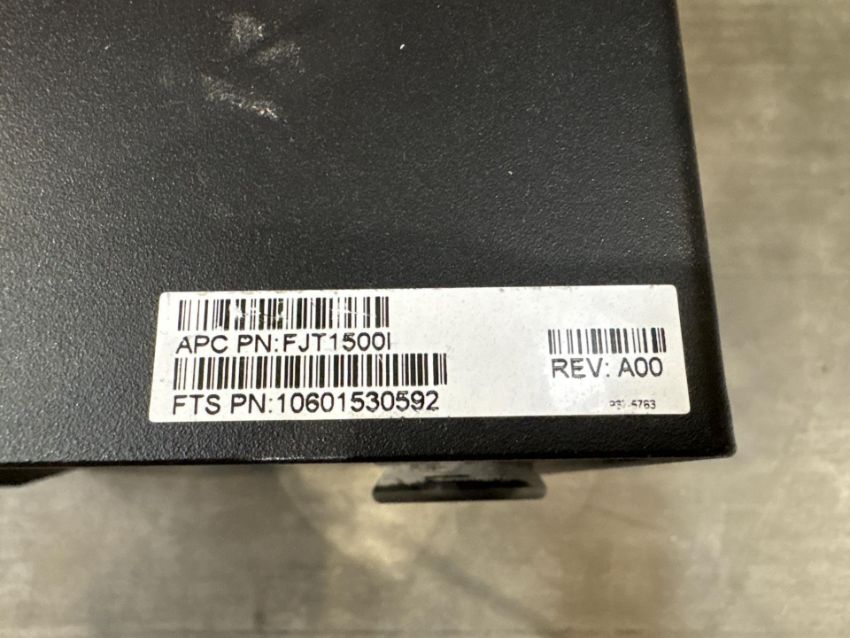 APC PN:FJT1500I
FTS PN:10601530592
REV: A00